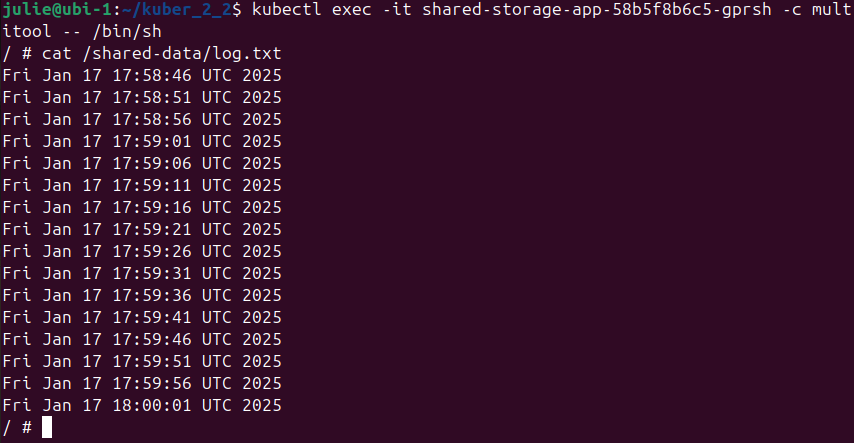 julie@ubi-1:~/kuber_2_2$ kubectl exec -it shared-storage-app-58b5f8b6c5-gprsh -c mult
itool -- /bin/sh
/ # cat /shared-data/log.txt
Fri Jan 17 17:58:46 UTC 2025
Fri Jan 17 17:58:51 UTC 2025
Fri Jan 17 17:58:56 UTC 2025
Fri Jan 17 17:59:01 UTC 2025
Fri Jan 17 17:59:06 UTC 2025
Fri Jan 17 17:59:11 UTC 2025
Fri Jan 17 17:59:16 UTC 2025
Fri Jan 17 17:59:21 UTC 2025
Fri Jan 17 17:59:26 UTC 2025
Fri Jan 17 17:59:31 UTC 2025
Fri Jan 17 17:59:36 UTC 2025
Fri Jan 17 17:59:41 UTC 2025
Fri Jan 17 17:59:46 UTC 2025
Fri Jan 17 17:59:51 UTC 2025
Fri Jan 17 17:59:56 UTC 2025
Fri Jan 17 18:00:01 UTC 2025
/ #